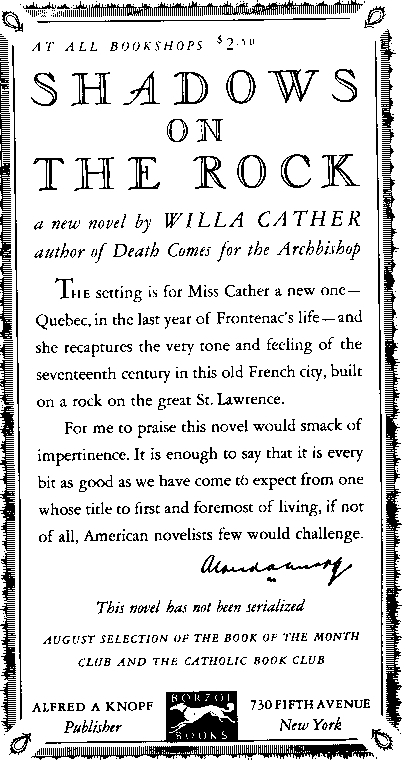 AT ALL BOOKSHOPS $2.50
SHADOWS
ON
THE ROCK
a new novel by WILLA CATHER
author of Death Comes for the Archbishop
THE setting is for Miss Cather a new one—
Quebec, in the last year of Frontenac's life—and
she recaptures the very tone and feeling of the
seventeenth century in this old French city, built
on a rock on the great St. Lawrence.
For me to praise this novel would smack of
impertinence. It is enough to say that it is every
bit as good as we have come to expect from one
whose title to first and foremost of living, if not
of all, American novelists few would challenge.
This novel has not been serialized
AUGUST SELECTION OF THE BOOK OF THE MONTH
CLUB AND THE CATHOLIC BOOK CLUB
ALFRED A KNOPF
Publisher
BORZOI
BOOKS
730 FIFTH AVENUE
New York